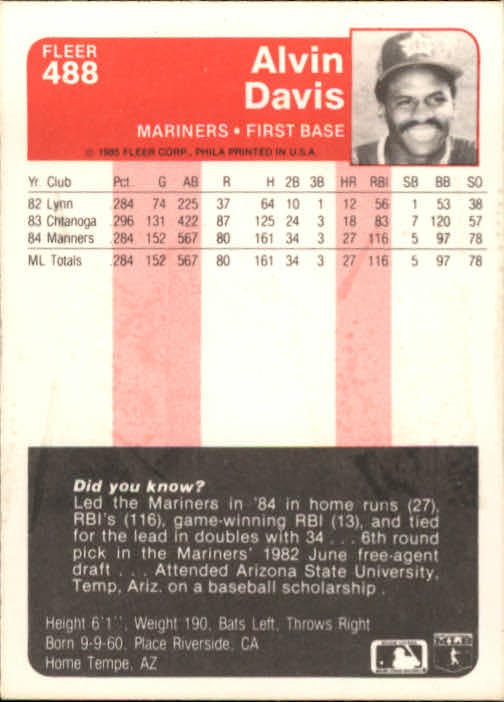 FLEER
488
Alvin
Davis
MARINERS • FIRST BASE
© 1985 FLEER CORP., PHILA PRINTED IN U.S.A.
Yr. Club Pct. G AB R H 2B 3B HR RBI SB BB SO
82 Lynn .284 74 225 37 64 10 1 12 56 1 53 38
83 Chtanoga .296 131 422 87 125 24 3 18 83 7 120 57
84 Mariners .284 152 567 80 161 34 3 27 116 5 97 78
ML Totals .284 152 567 80 161 34 3 27 116 5 97 78
Did you know?
Led the Mariners in '84 in home runs (27),
RBI's (116), game-winning RBI (13), and tied
for the lead in doubles with 34 . . . 6th round
pick in the Mariners' 1982 June free-agent
draft . . . Attended Arizona State University,
Temp, Ariz. on a baseball scholarship .
Height 6'1", Weight 190, Bats Left, Throws Right
Born 9-9-60, Place Riverside, CA
Home Tempe, AZ
MLB